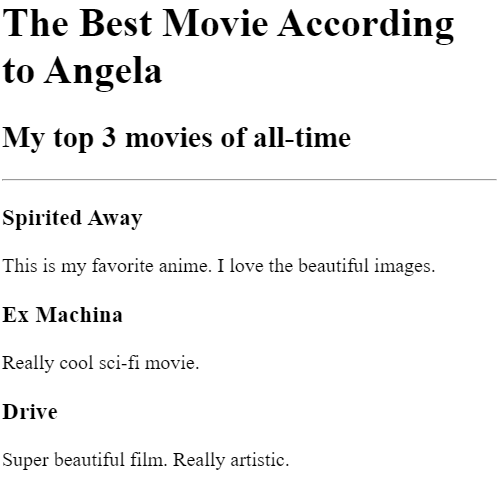 The Best Movie According
to Angela
My top 3 movies of all-time
Spirited Away
This is my favorite anime. I love the beautiful images.
Ex Machina
Really cool sci-fi movie.
Drive
Super beautiful film. Really artistic.